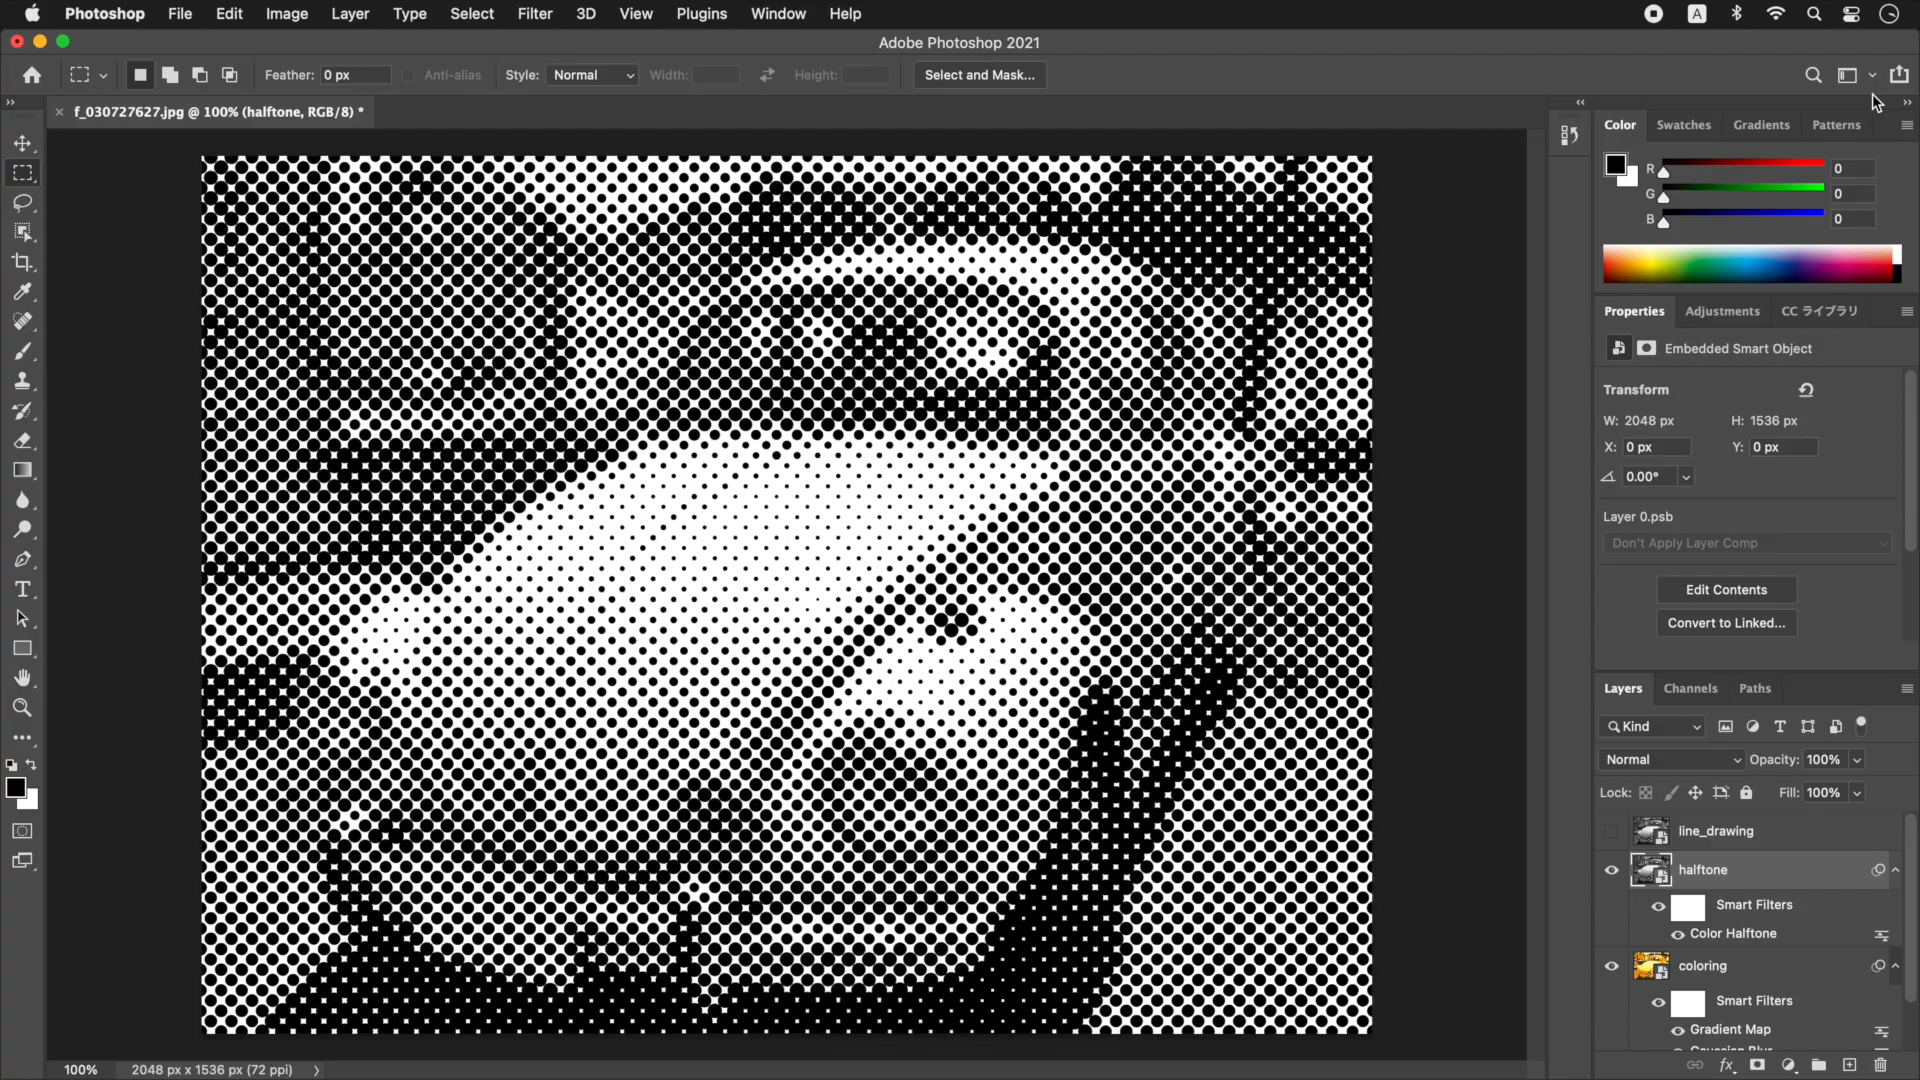 Photoshop File Edit Image Layer Type Select Filter 3D View Plugins Window Help A
Adobe Photoshop 2021
Feather: 0 px Anti-alias Style: Normal Width: Height: Select and Mask...
f_030727627.jpg @ 100% (halftone, RGB/8) *
Color Swatches Gradients Patterns
R 0
G 0
B 0
Properties Adjustments CC ライブラリ
Embedded Smart Object
Transform
W: 2048 px H: 1536 px
X: 0 px Y: 0 px
0.00°
Layer 0.psb
Don't Apply Layer Comp
Edit Contents
Convert to Linked...
Layers Channels Paths
Kind
Normal Opacity: 100%
Lock: Fill: 100%
line_drawing
halftone
Smart Filters
Color Halftone
coloring
Smart Filters
Gradient Map
100% 2048 px x 1536 px (72 ppi)